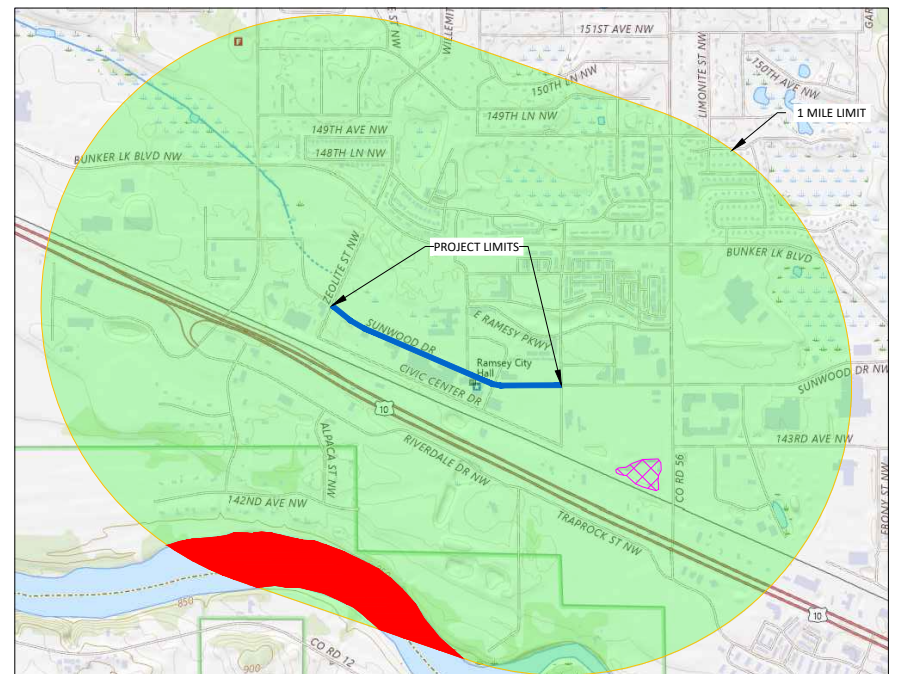 151ST AVE NW
150TH LN NW
LIMONITE ST NW
150TH AVE NW
149TH LN NW
1 MILE LIMIT
149TH AVE NW
148TH LN NW
BUNKER LK BLVD NW
PROJECT LIMITS
BUNKER LK BLVD
ZEOLITE ST NW
E RAMESY PKWY
SUNWOOD DR
Ramsey City
Hall
CIVIC CENTER DR
SUNWOOD DR NW
10
ALPACA ST NW
RIVERDALE DR NW
143RD AVE NW
CO RD 56
142ND AVE NW
TRAPROCK ST NW
EBONY ST NW
850
10
CO RD 12
900